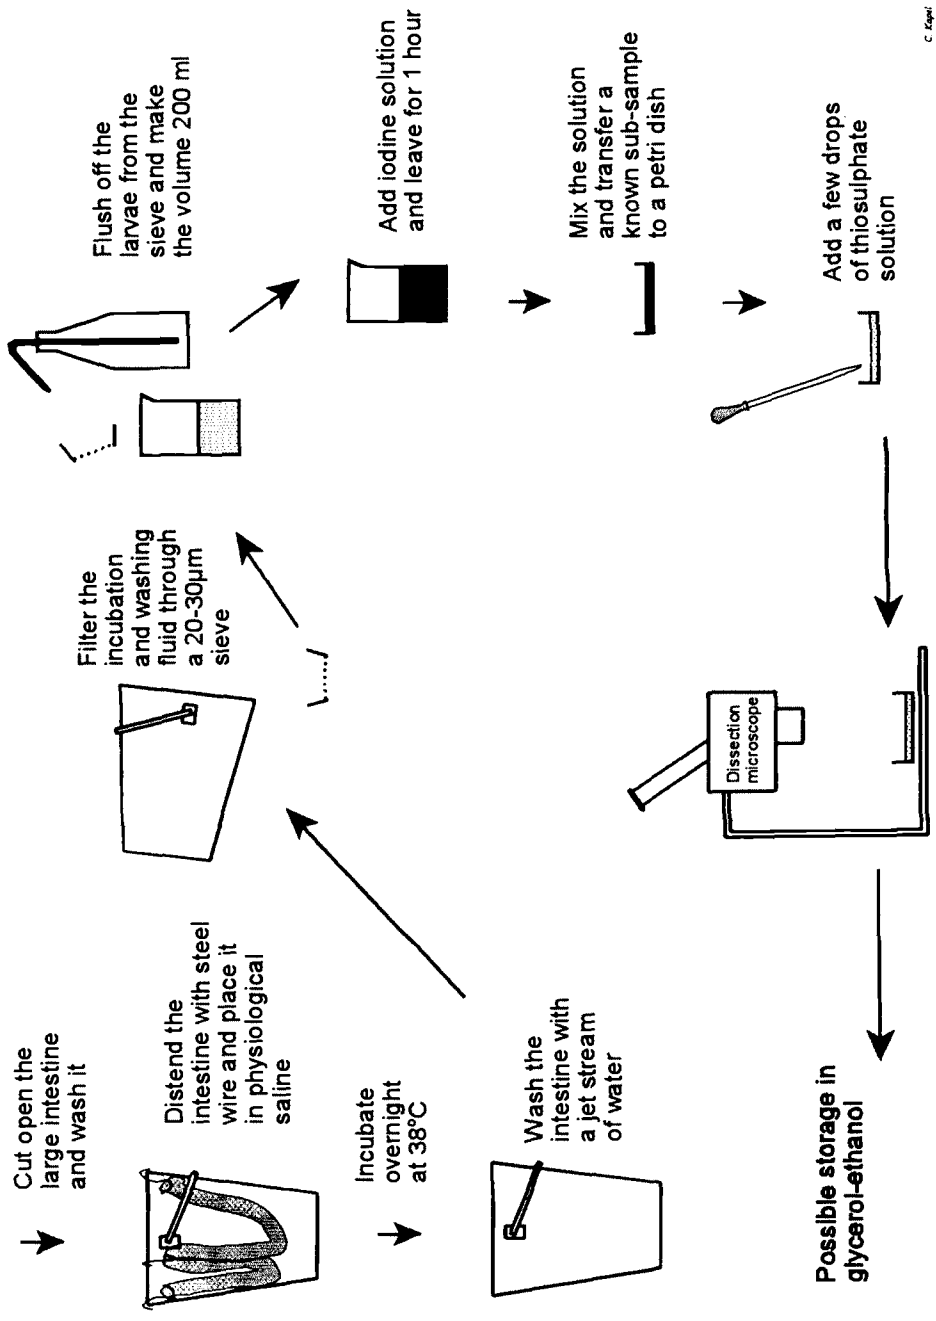 Cut open the
large intestine
and wash it
Distend the
intestine with steel
wire and place it
in physiological
saline
Incubate
overnight
at 38°C
Wash the
intestine with
a jet stream
of water
Filter the
incubation
and washing
fluid through
a 20-30µm
sieve
Flush off the
larvae from the
sieve and make
the volume 200 ml
Add iodine solution
and leave for 1 hour
Mix the solution
and transfer a
known sub-sample
to a petri dish
Add a few drops
of thiosulphate
solution
Dissection
microscope
Possible storage in
glycerol-ethanol
C. Kapel